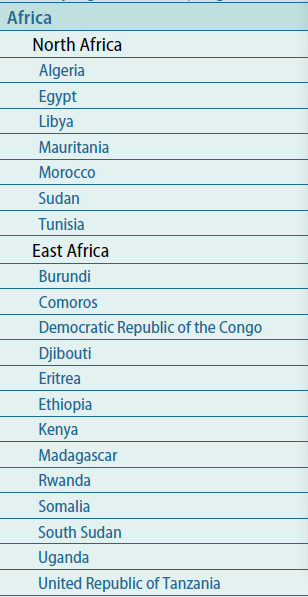 Africa
North Africa
Algeria
Egypt
Libya
Mauritania
Morocco
Sudan
Tunisia
East Africa
Burundi
Comoros
Democratic Republic of the Congo
Djibouti
Eritrea
Ethiopia
Kenya
Madagascar
Rwanda
Somalia
South Sudan
Uganda
United Republic of Tanzania